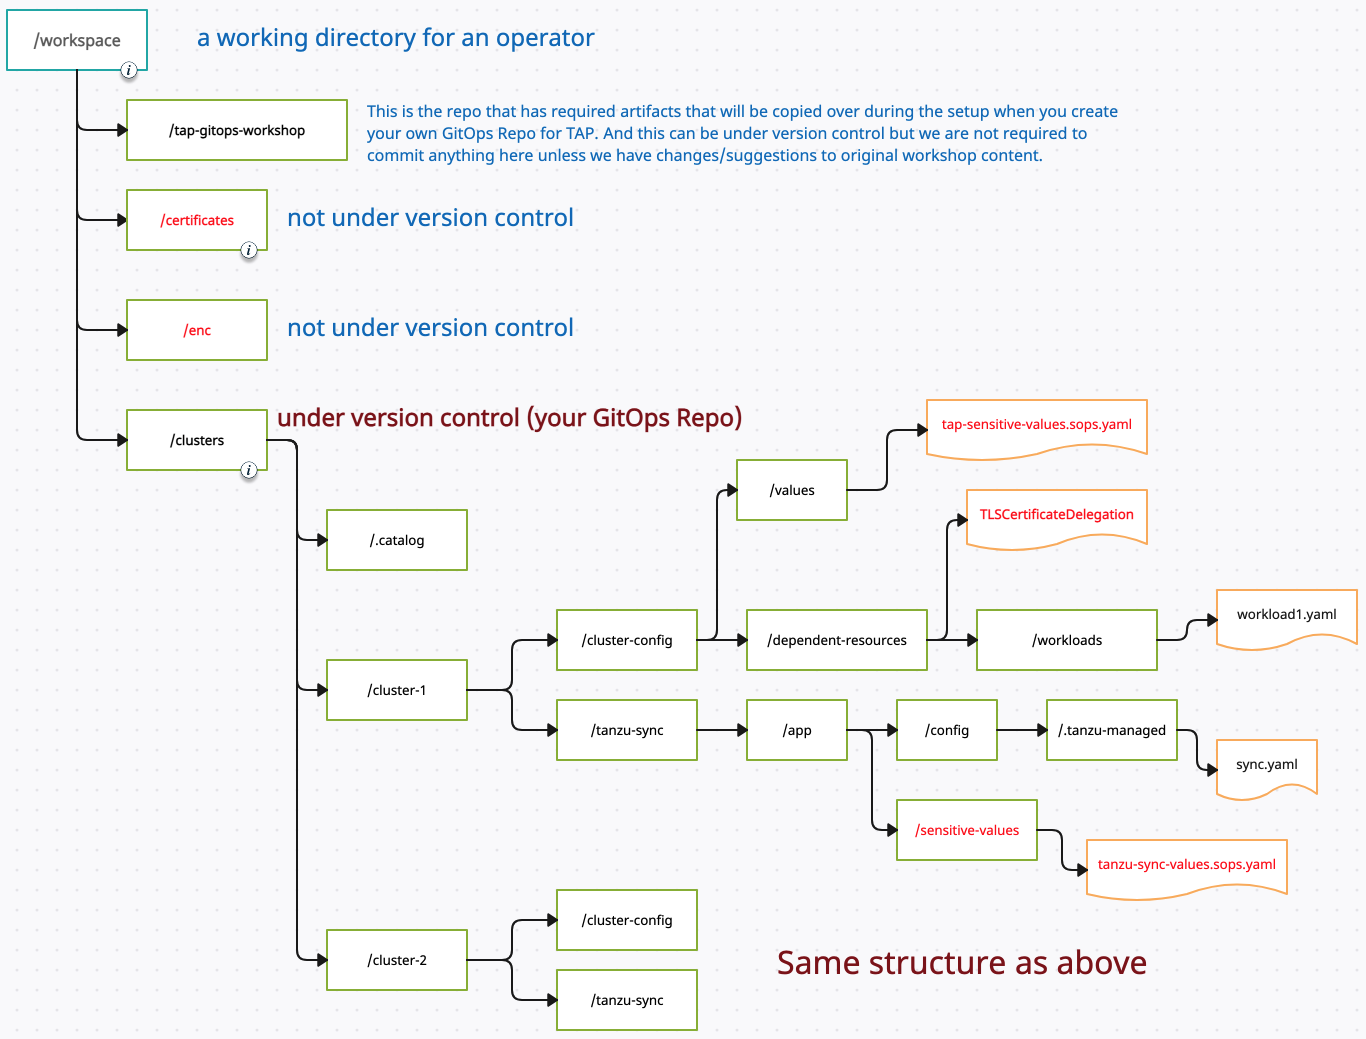 /workspace
a working directory for an operator
i
/tap-gitops-workshop
This is the repo that has required artifacts that will be copied over during the setup when you create
your own GitOps Repo for TAP. And this can be under version control but we are not required to
commit anything here unless we have changes/suggestions to original workshop content.
/certificates
not under version control
i
/enc
not under version control
/clusters
under version control (your GitOps Repo)
i
tap-sensitive-values.sops.yaml
/values
TLSCertificateDelegation
/.catalog
/cluster-config
/dependent-resources
/workloads
workload1.yaml
/cluster-1
/tanzu-sync
/app
/config
/.tanzu-managed
sync.yaml
/sensitive-values
tanzu-sync-values.sops.yaml
/cluster-config
/cluster-2
Same structure as above
/tanzu-sync